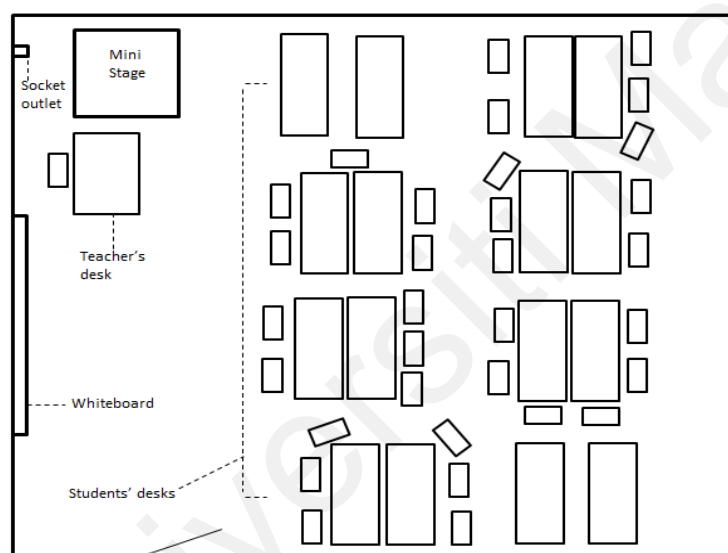 Mini
Stage
Socket
outlet
Teacher's
desk
Whiteboard
Students' desks